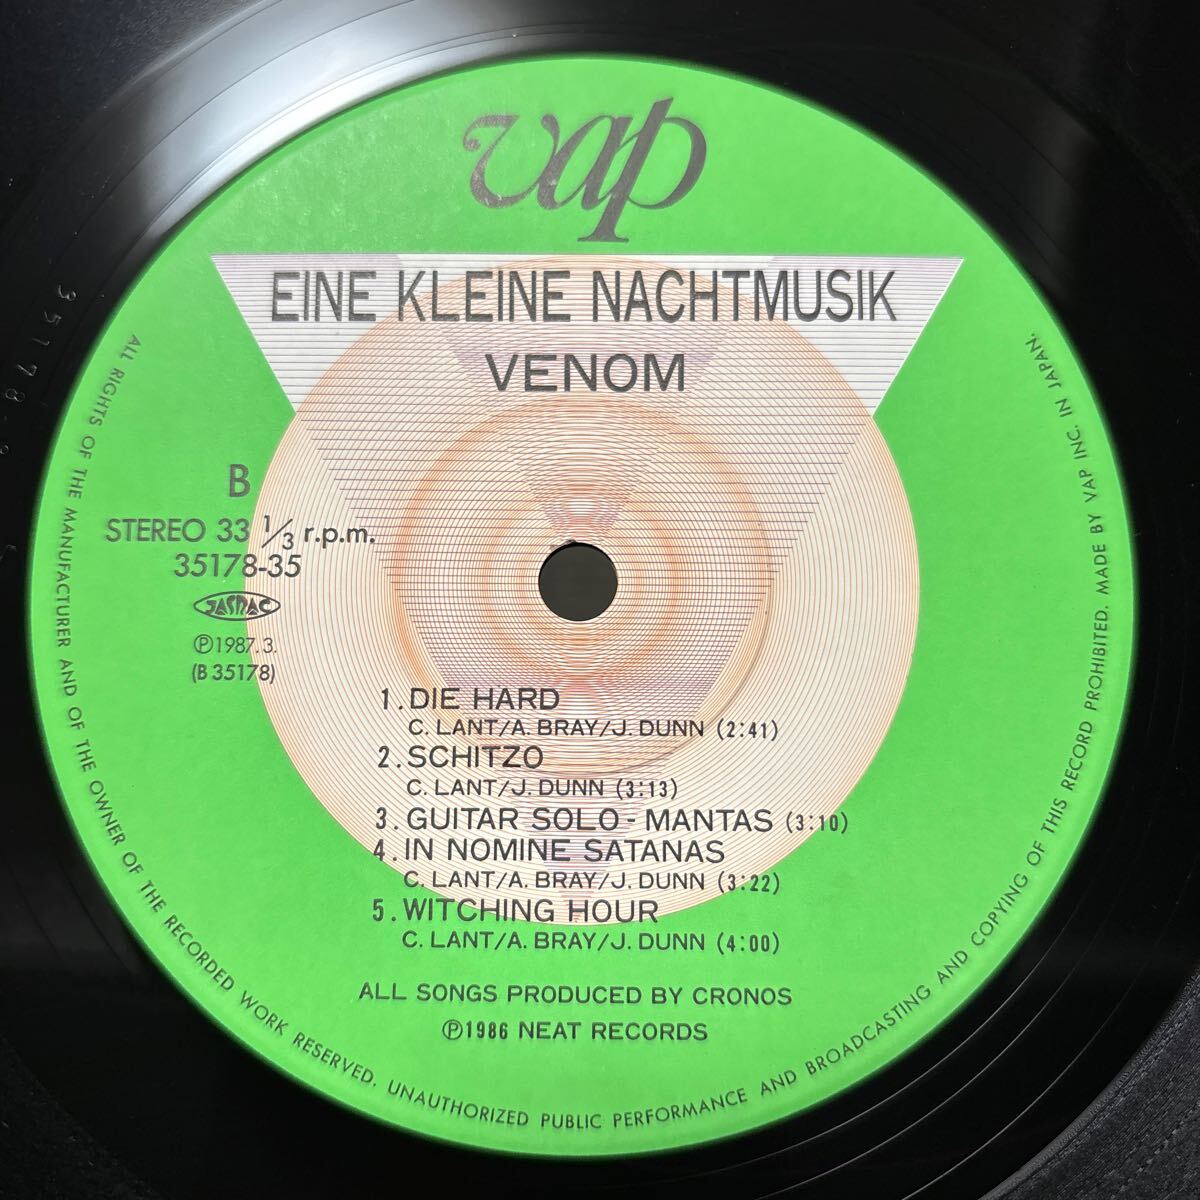 vap
EINE KLEINE NACHTMUSIK
VENOM
B
STEREO 33 1/3 r.p.m.
35178-35
JASRAC
℗1987.3.
(B 35178)
1. DIE HARD
C. LANT/A. BRAY/J. DUNN (2:41)
2. SCHITZO
C. LANT/J. DUNN (3:13)
3. GUITAR SOLO - MANTAS (3:10)
4. IN NOMINE SATANAS
C. LANT/A. BRAY/J. DUNN (3:22)
5. WITCHING HOUR
C. LANT/A. BRAY/J. DUNN (4:00)
ALL SONGS PRODUCED BY CRONOS
℗1986 NEAT RECORDS
ALL RIGHTS OF THE MANUFACTURER AND OF THE OWNER OF THE RECORDED WORK RESERVED. UNAUTHORIZED PUBLIC PERFORMANCE AND BROADCASTING AND COPYING OF THIS RECORD PROHIBITED. MADE BY VAP INC. IN JAPAN.